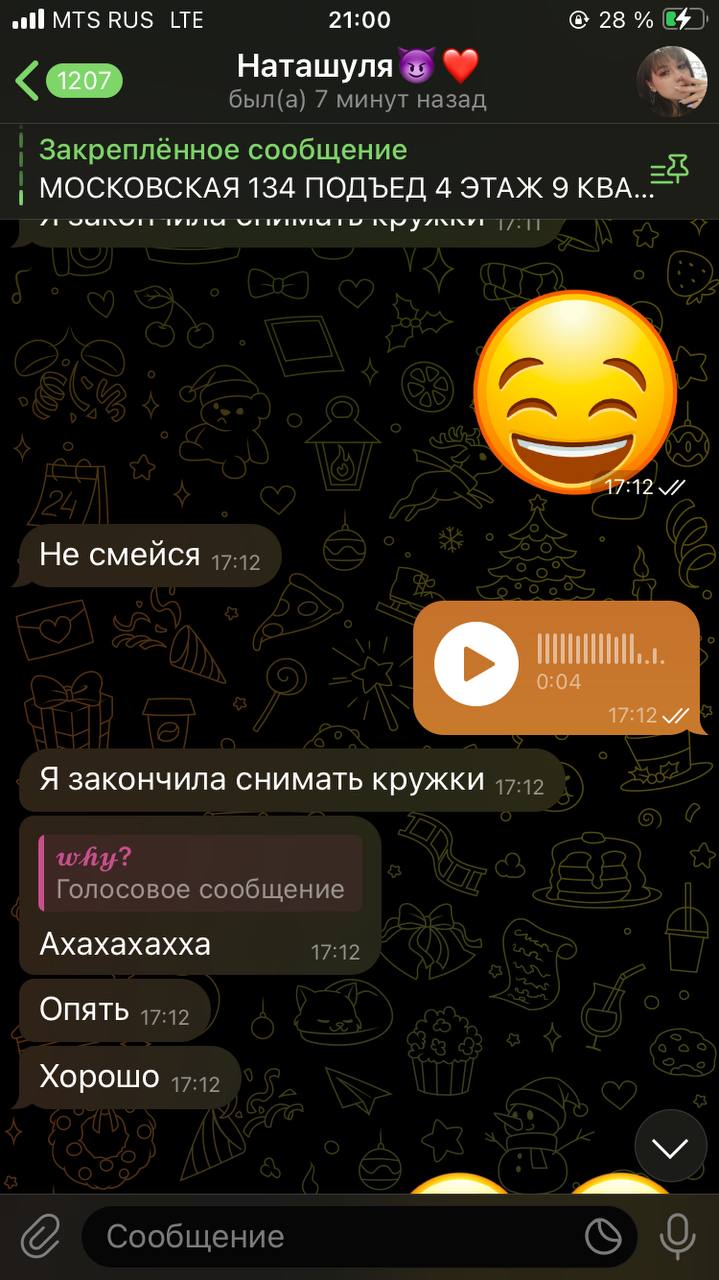 MTS RUS LTE 21:00 28 %
1207
Наташуля😈❤️
был(а) 7 минут назад
Закреплённое сообщение
МОСКОВСКАЯ 134 ПОДЪЕД 4 ЭТАЖ 9 КВА...
Я закончила снимать кружки 17:11
24
17:12
Не смейся 17:12
0:04
17:12
Я закончила снимать кружки 17:12
why?
Голосовое сообщение
Ахахахахха 17:12
Опять 17:12
Хорошо 17:12
Сообщение